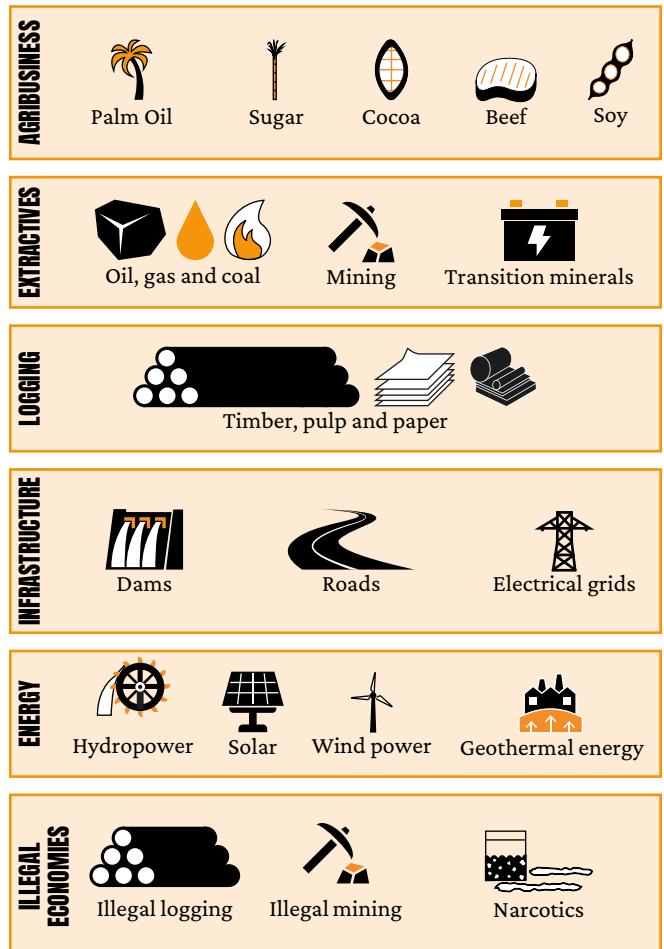 AGRIBUSINESS
Palm Oil
Sugar
Cocoa
Beef
Soy
EXTRACTIVES
Oil, gas and coal
Mining
Transition minerals
LOGGING
Timber, pulp and paper
INFRASTRUCTURE
Dams
Roads
Electrical grids
ENERGY
Hydropower
Solar
Wind power
Geothermal energy
ILLEGAL
ECONOMIES
Illegal logging
Illegal mining
Narcotics